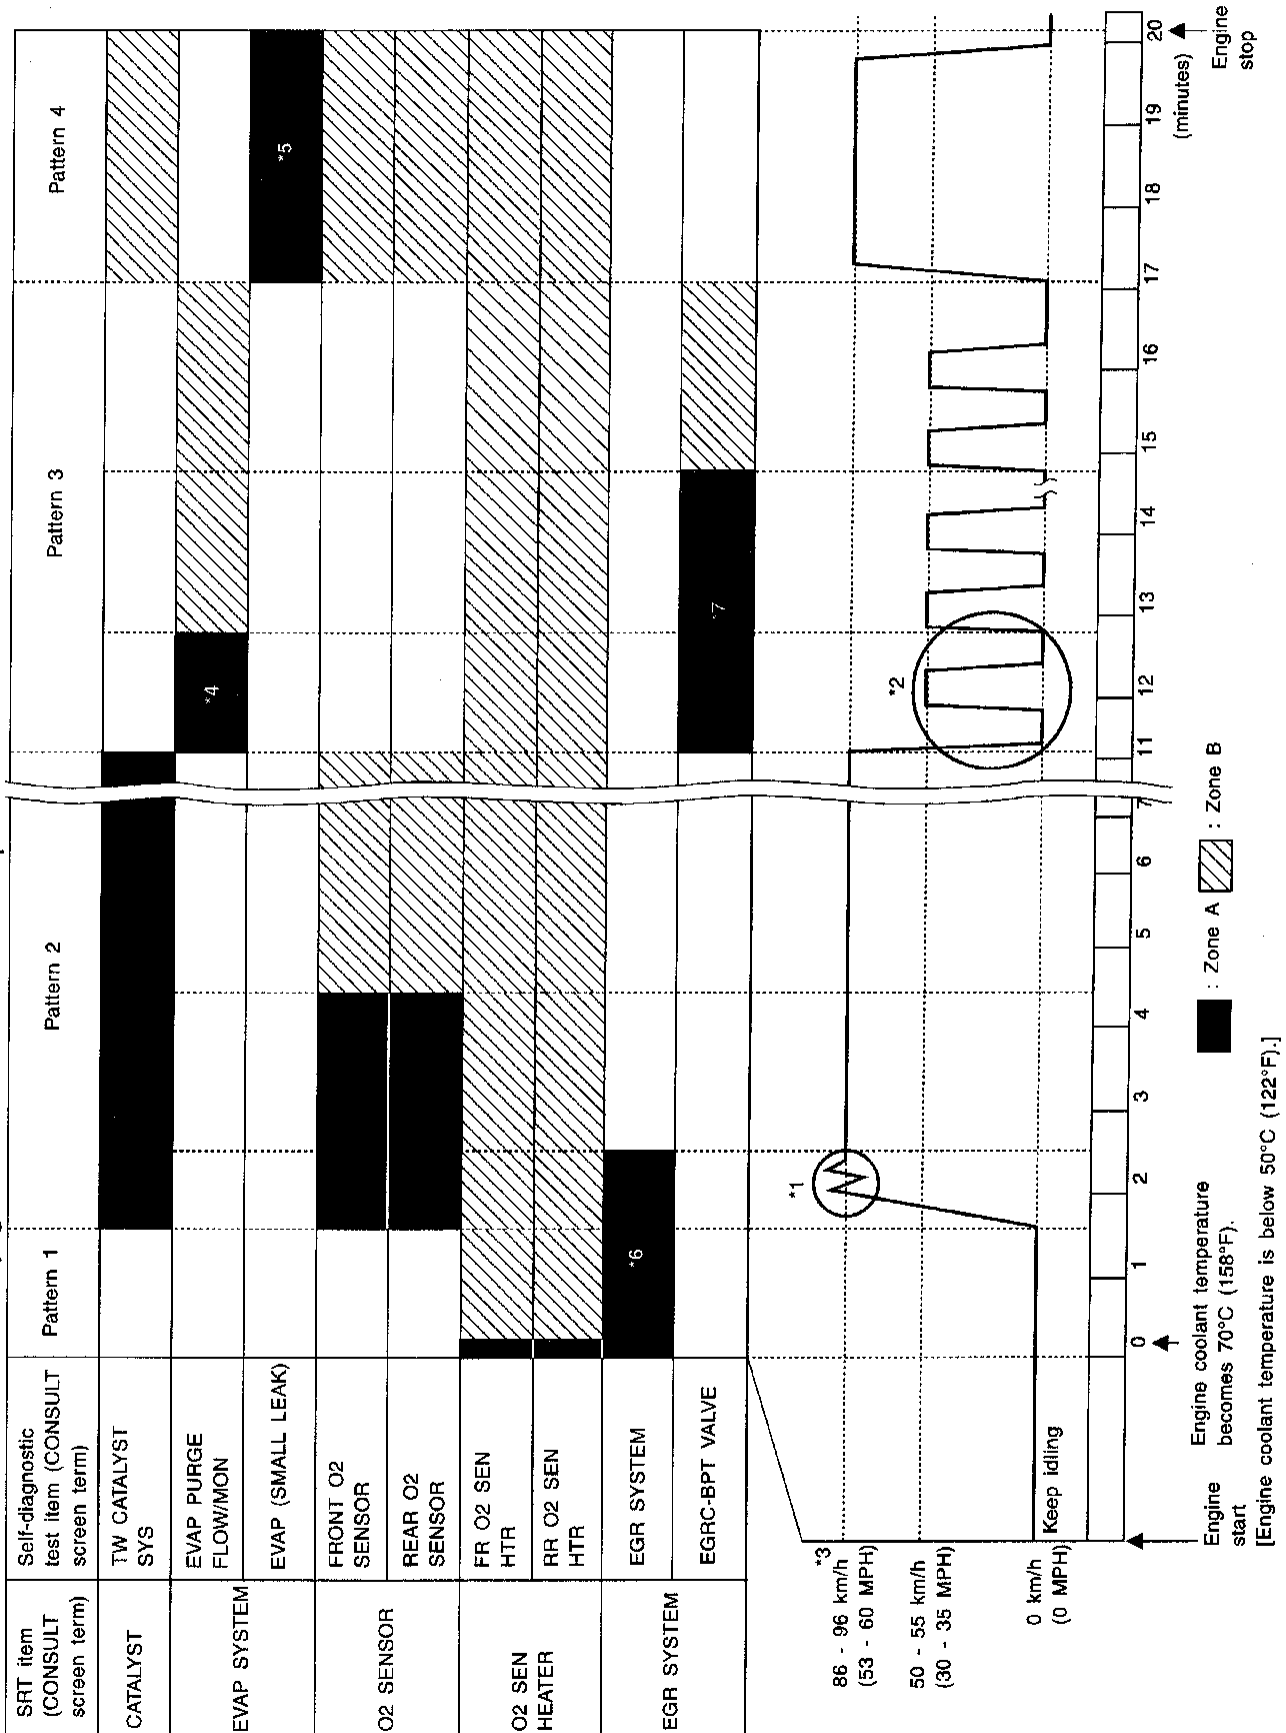 SRT item
(CONSULT
screen term)
Self-diagnostic
test item (CONSULT
screen term)
Pattern 1
Pattern 2
Pattern 3
Pattern 4
CATALYST
TW CATALYST
SYS
EVAP SYSTEM
EVAP PURGE
FLOW/MON
*4
EVAP (SMALL LEAK)
*5
O2 SENSOR
FRONT O2
SENSOR
REAR O2
SENSOR
O2 SEN
HEATER
FR O2 SEN
HTR
RR O2 SEN
HTR
EGR SYSTEM
EGR SYSTEM
*6
EGRC-BPT VALVE
*7
*3
86 - 96 km/h
(53 - 60 MPH)
50 - 55 km/h
(30 - 35 MPH)
0 km/h
(0 MPH)
Keep idling
*1
*2
0 1 2 3 4 5 6 7 11 12 13 14 15 16 17 18 19 20
(minutes)
Engine
start
Engine coolant temperature
becomes 70°C (158°F).
: Zone A
: Zone B
Engine
stop
[Engine coolant temperature is below 50°C (122°F).]